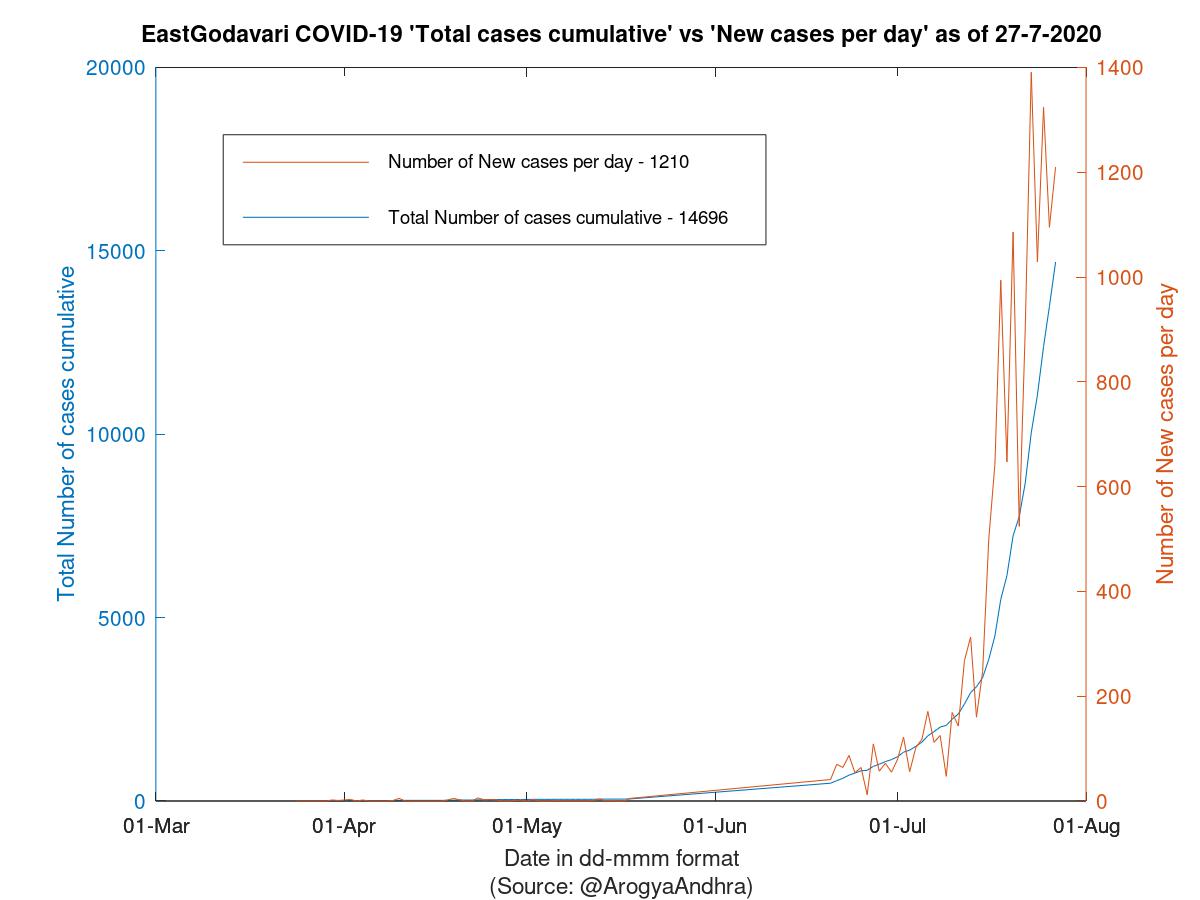 EastGodavari COVID-19 'Total cases cumulative' vs 'New cases per day' as of 27-7-2020
20000
15000
10000
5000
0
Total Number of cases cumulative
Number of New cases per day - 1210
Total Number of cases cumulative - 14696
1400
1200
1000
800
600
400
200
0
Number of New cases per day
01-Mar 01-Apr 01-May 01-Jun 01-Jul 01-Aug
Date in dd-mmm format
(Source: @ArogyaAndhra)